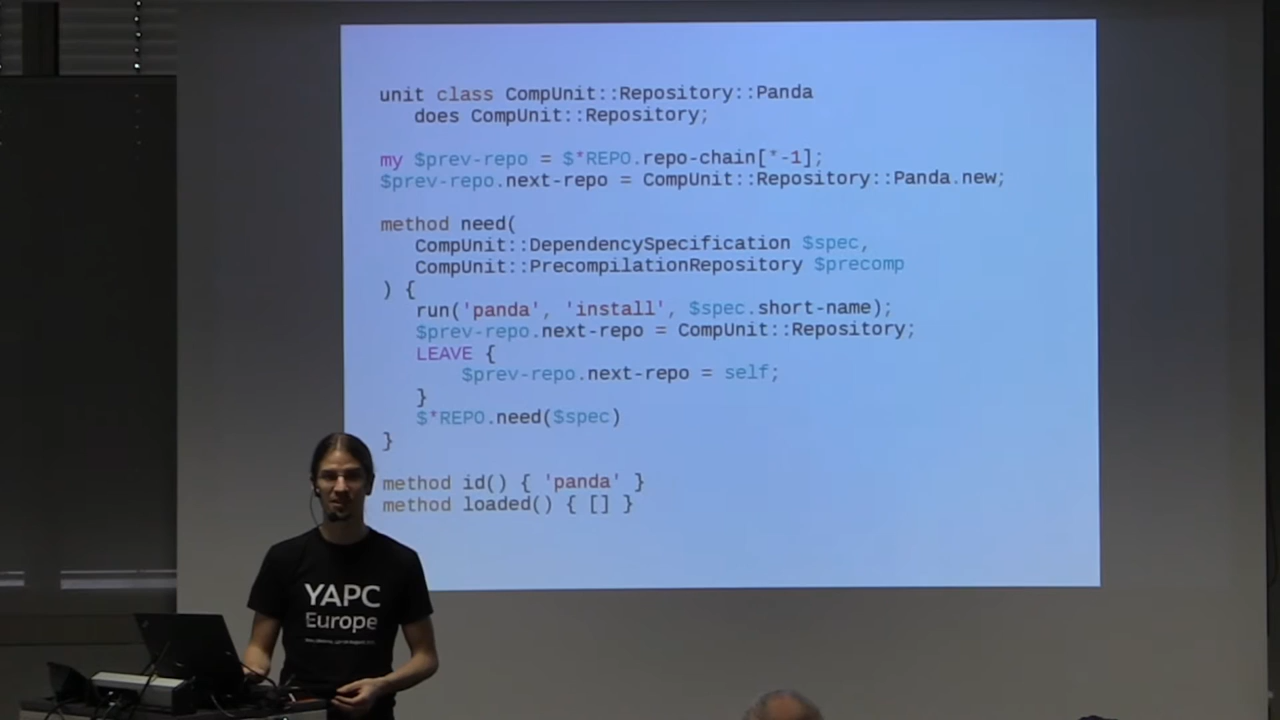 unit class CompUnit::Repository::Panda
does CompUnit::Repository;
my $prev-repo = $*REPO.repo-chain[*-1];
$prev-repo.next-repo = CompUnit::Repository::Panda.new;
method need(
CompUnit::DependencySpecification $spec,
CompUnit::PrecompilationRepository $precomp
) {
run('panda', 'install', $spec.short-name);
$prev-repo.next-repo = CompUnit::Repository;
LEAVE {
$prev-repo.next-repo = self;
}
$*REPO.need($spec)
}
method id() { 'panda' }
method loaded() { [] }
YAPC
Europe